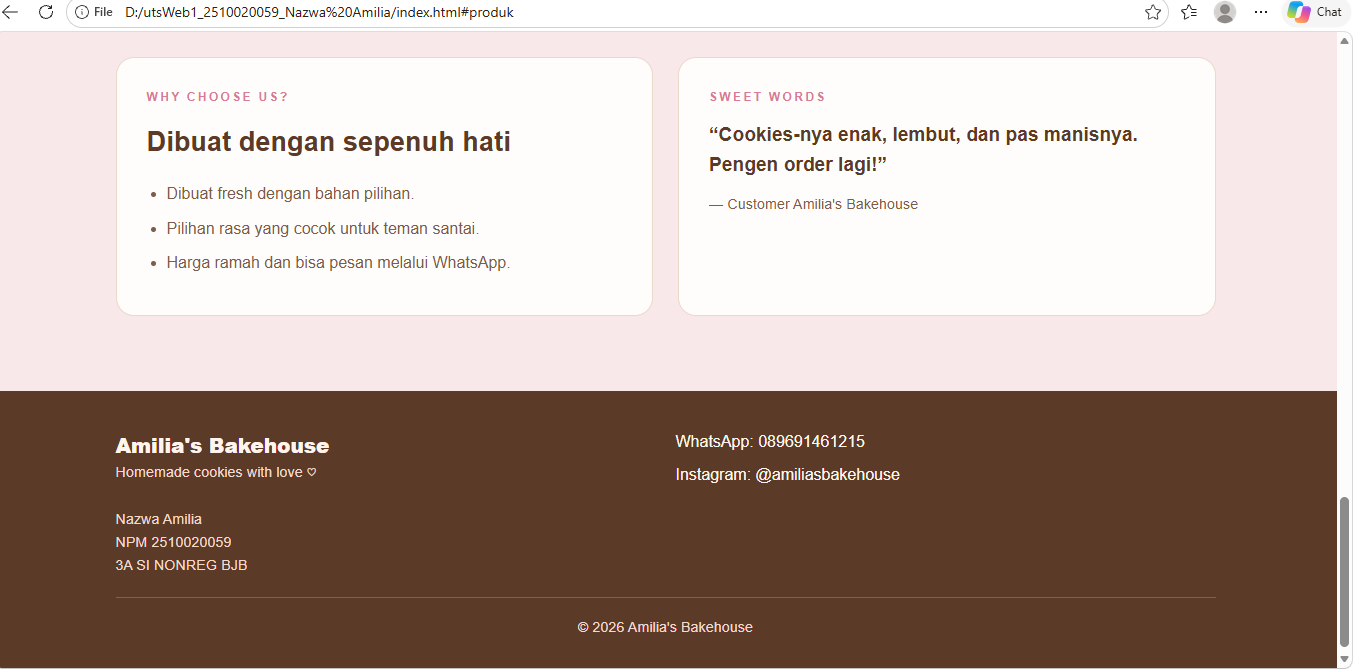 File D:/utsWeb1_2510020059_Nazwa%20Amilia/index.html#produk
Chat
WHY CHOOSE US?
Dibuat dengan sepenuh hati
• Dibuat fresh dengan bahan pilihan.
• Pilihan rasa yang cocok untuk teman santai.
• Harga ramah dan bisa pesan melalui WhatsApp.
SWEET WORDS
“Cookies-nya enak, lembut, dan pas manisnya.
Pengen order lagi!”
— Customer Amilia's Bakehouse
Amilia's Bakehouse
Homemade cookies with love ♡
Nazwa Amilia
NPM 2510020059
3A SI NONREG BJB
WhatsApp: 089691461215
Instagram: @amiliasbakehouse
© 2026 Amilia's Bakehouse